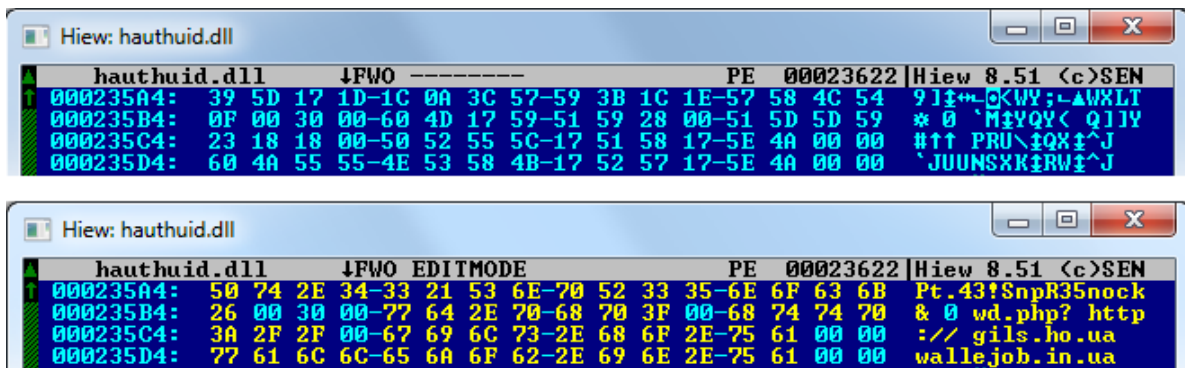 Hiew: hauthuid.dll
hauthuid.dll ↓FWO -------- PE 00023622|Hiew 8.51 (c)SEN
000235A4: 39 5D 17 1D-1C 0A 3C 57-59 3B 1C 1E-57 58 4C 54 9]↨↔∟◙<WY;∟▲WXLT
000235B4: 0F 00 30 00-60 4D 17 59-51 59 28 00-51 5D 5D 59 ☼ 0 `M↨YQY( Q]]Y
000235C4: 23 18 18 00-50 52 55 5C-17 51 58 17-5E 4A 00 00 #↑↑ PRU\↨QX↨^J
000235D4: 60 4A 55 55-4E 53 58 4B-17 52 57 17-5E 4A 00 00 `JUUNSXK↨RW↨^J
Hiew: hauthuid.dll
hauthuid.dll ↓FWO EDITMODE PE 00023622|Hiew 8.51 (c)SEN
000235A4: 50 74 2E 34-33 21 53 6E-70 52 33 35-6E 6F 63 6B Pt.43!SnpR35nock
000235B4: 26 00 30 00-77 64 2E 70-68 70 3F 00-68 74 74 70 & 0 wd.php? http
000235C4: 3A 2F 2F 00-67 69 6C 73-2E 68 6F 2E-75 61 00 00 :// gils.ho.ua
000235D4: 77 61 6C 6C-65 6A 6F 62-2E 69 6E 2E-75 61 00 00 wallejob.in.ua